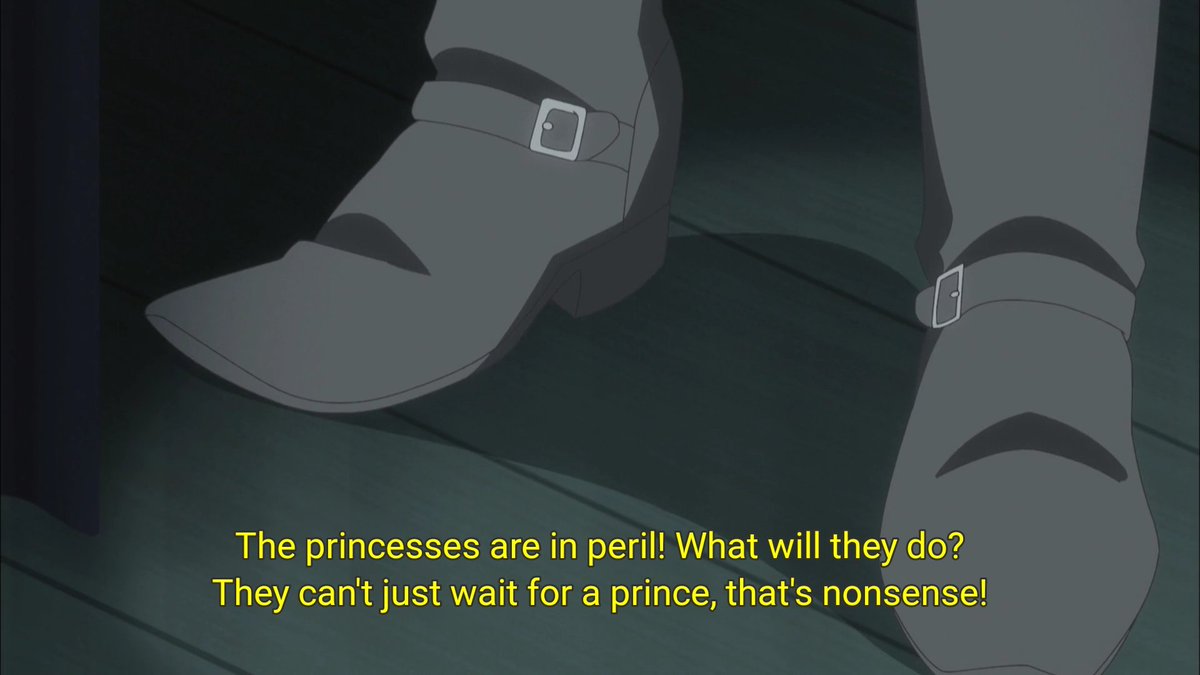 The princesses are in peril! What will they do?
They can't just wait for a prince, that's nonsense!